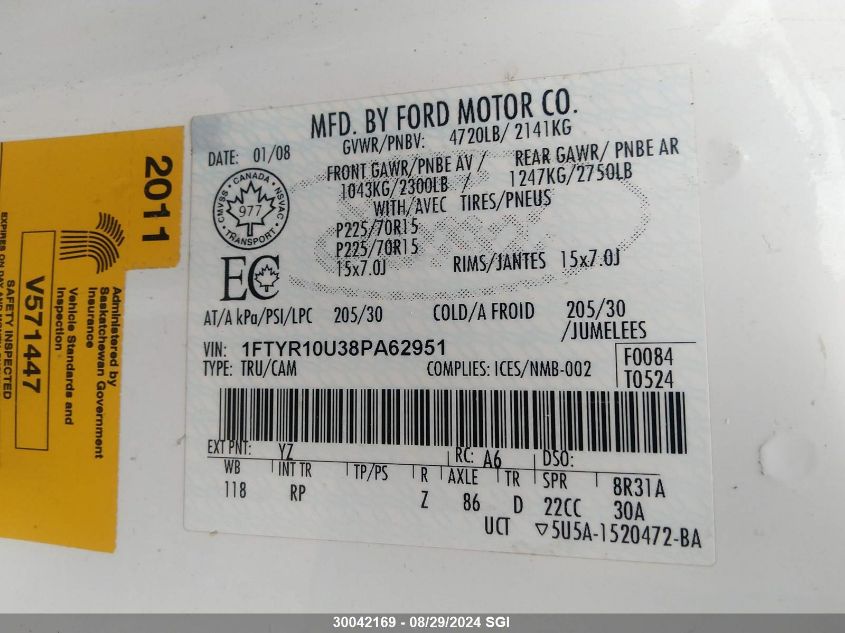 MFD. BY FORD MOTOR CO.
DATE: 01/08 GVWR/PNBV: 4720LB/ 2141KG
FRONT GAWR/PNBE AV / REAR GAWR/ PNBE AR
1043KG/2300LB / 1247KG/2750LB
WITH/AVEC TIRES/PNEUS
P225/70R15
P225/70R15
15x7.0J RIMS/JANTES 15x7.0J
CANADA
CMVSS NSVAC
977
TRANSPORT
EC
AT/A kPa/PSI/LPC 205/30 COLD/A FROID 205/30
/JUMELEES
VIN: 1FTYR10U38PA62951
TYPE: TRU/CAM COMPLIES: ICES/NMB-002
F0084
T0524
EXT PNT: YZ RC: A6 DSO:
WB INT TR TP/PS R AXLE TR SPR 8R31A
118 RP Z 86 D 22CC 30A
UCT 5U5A-1520472-BA
2011
Administered by
Saskatchewan Government
Insurance
Vehicle Standards and
Inspection
V571447
SAFETY INSPECTED
30042169 - 08/29/2024 SGI